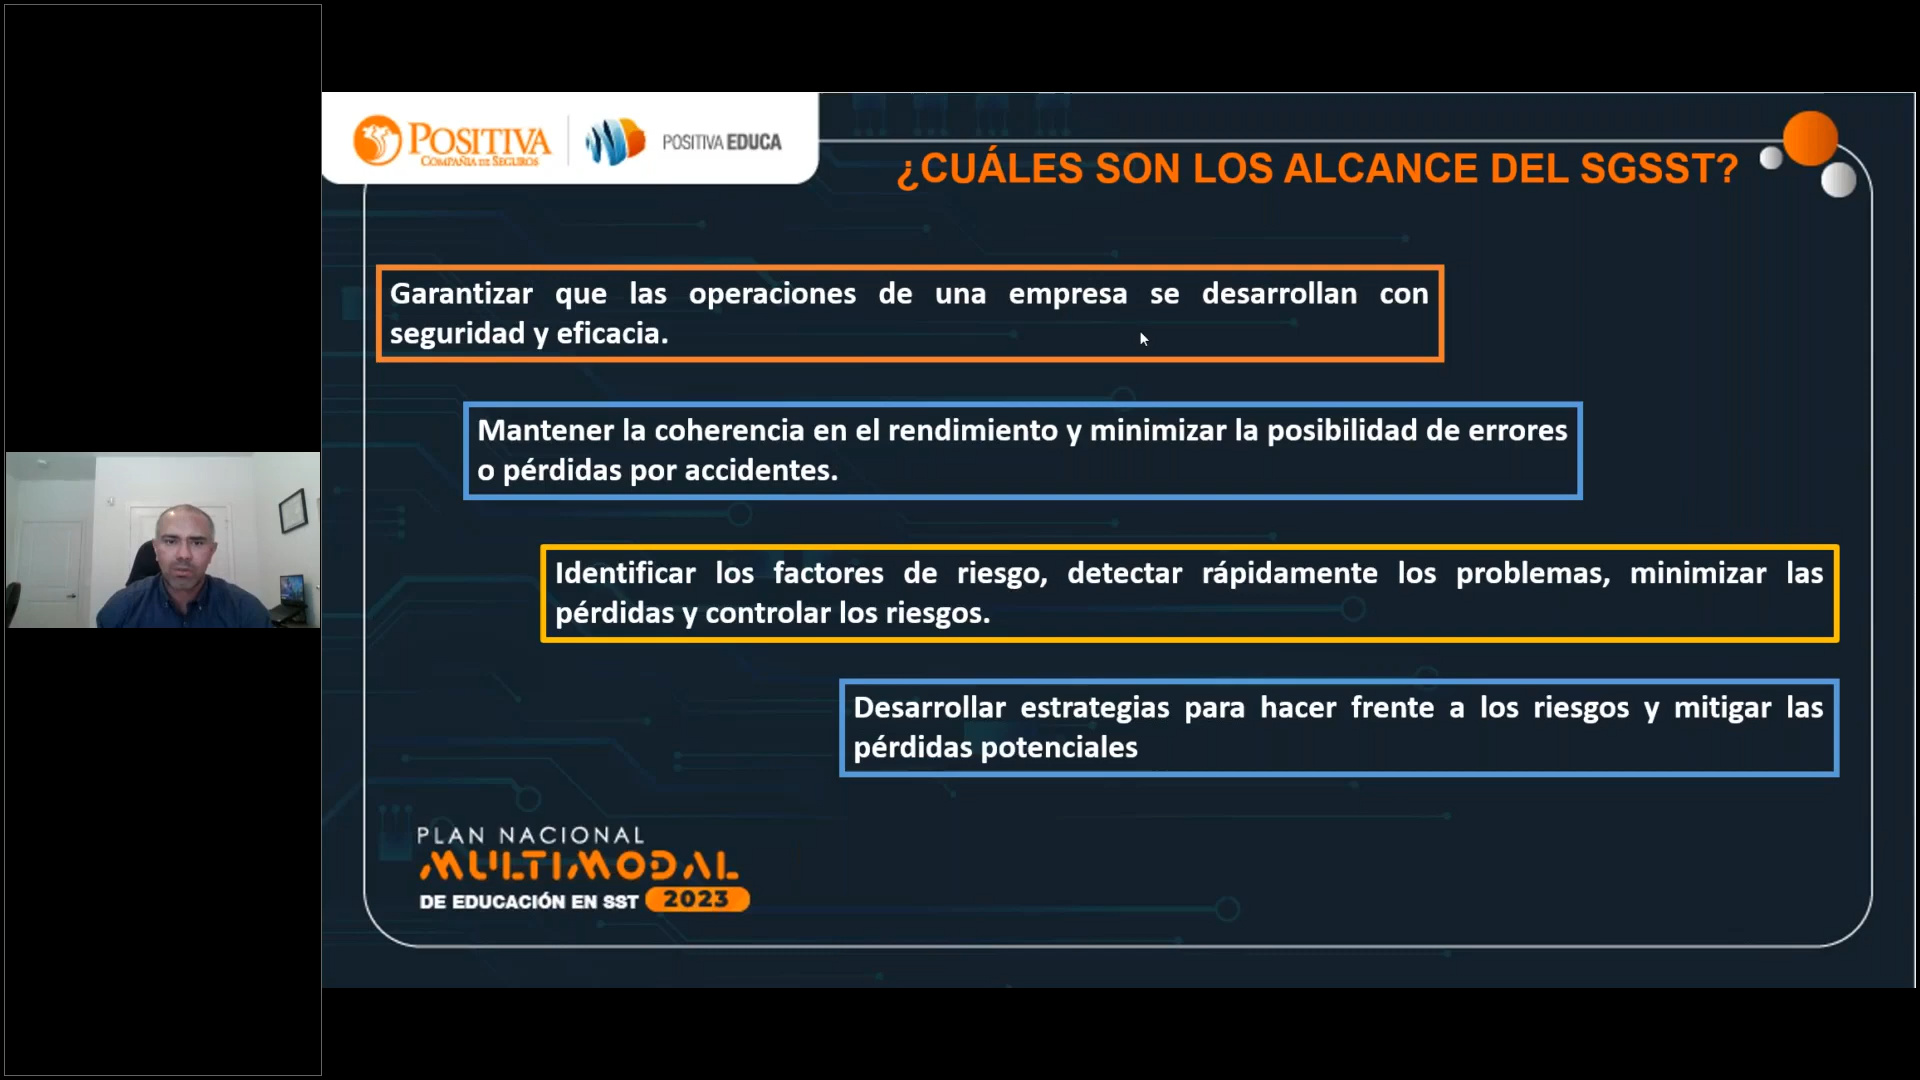 POSITIVA
COMPAÑÍA DE SEGUROS
POSITIVA EDUCA
¿CUÁLES SON LOS ALCANCE DEL SGSST?
Garantizar que las operaciones de una empresa se desarrollan con
seguridad y eficacia.
Mantener la coherencia en el rendimiento y minimizar la posibilidad de errores
o pérdidas por accidentes.
Identificar los factores de riesgo, detectar rápidamente los problemas, minimizar las
pérdidas y controlar los riesgos.
Desarrollar estrategias para hacer frente a los riesgos y mitigar las
pérdidas potenciales
PLAN NACIONAL
MULTIMODAL
DE EDUCACIÓN EN SST 2023